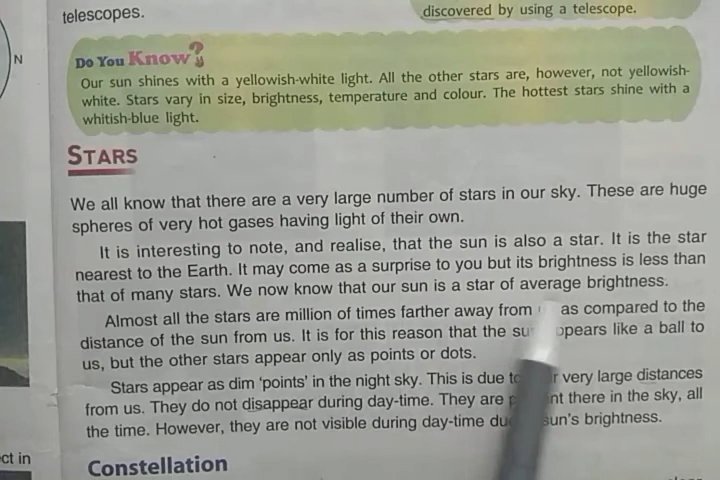 telescopes.
discovered by using a telescope.
N
Do You Know?
Our sun shines with a yellowish-white light. All the other stars are, however, not yellowish-
white. Stars vary in size, brightness, temperature and colour. The hottest stars shine with a
whitish-blue light.
STARS
We all know that there are a very large number of stars in our sky. These are huge
spheres of very hot gases having light of their own.
It is interesting to note, and realise, that the sun is also a star. It is the star
nearest to the Earth. It may come as a surprise to you but its brightness is less than
that of many stars. We now know that our sun is a star of average brightness.
Almost all the stars are million of times farther away from as compared to the
distance of the sun from us. It is for this reason that the like a ball to
us, but the other stars appear only as points or dots.
Stars appear as dim 'points' in the night sky. This is due very large distances
from us. They do not disappear during day-time. They are there in the sky, all
the time. However, they are not visible during day-time sun's brightness.
ct in
Constellation